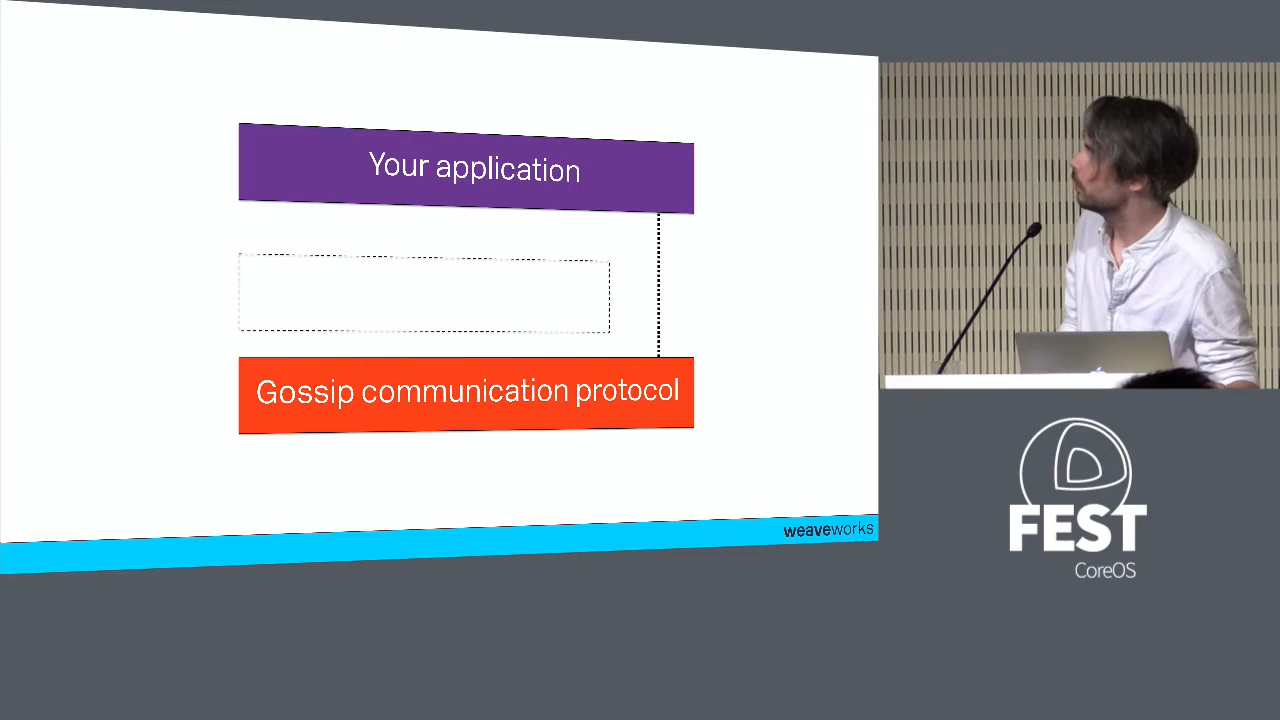 Your application
Gossip communication protocol
weaveworks
FEST
CoreOS